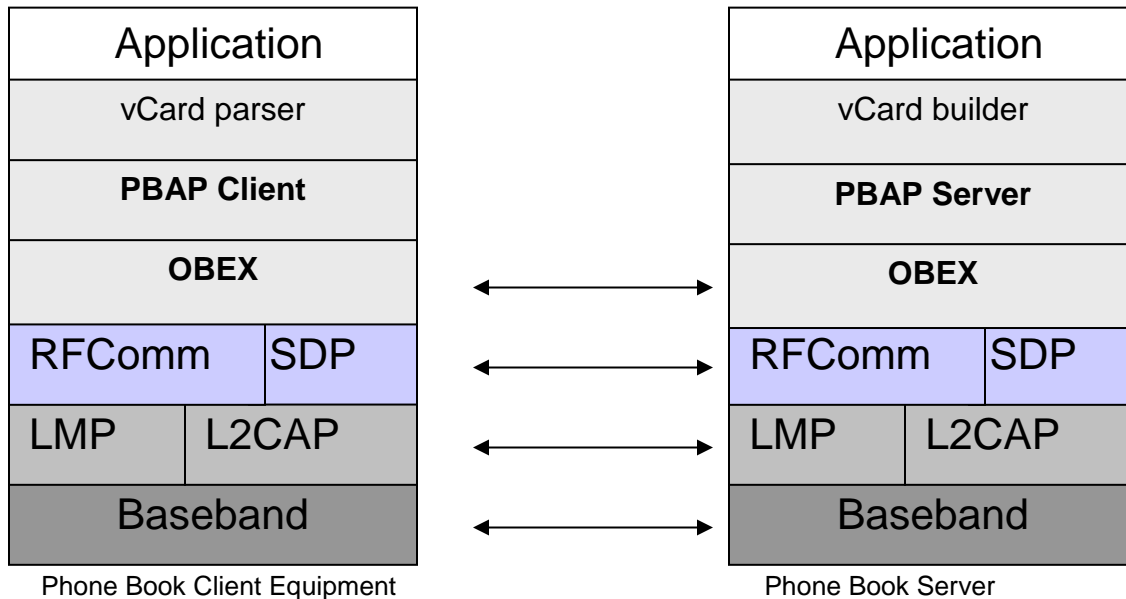 Application
vCard parser
PBAP Client
OBEX
RFComm SDP
LMP L2CAP
Baseband
Phone Book Client Equipment
Application
vCard builder
PBAP Server
OBEX
RFComm SDP
LMP L2CAP
Baseband
Phone Book Server